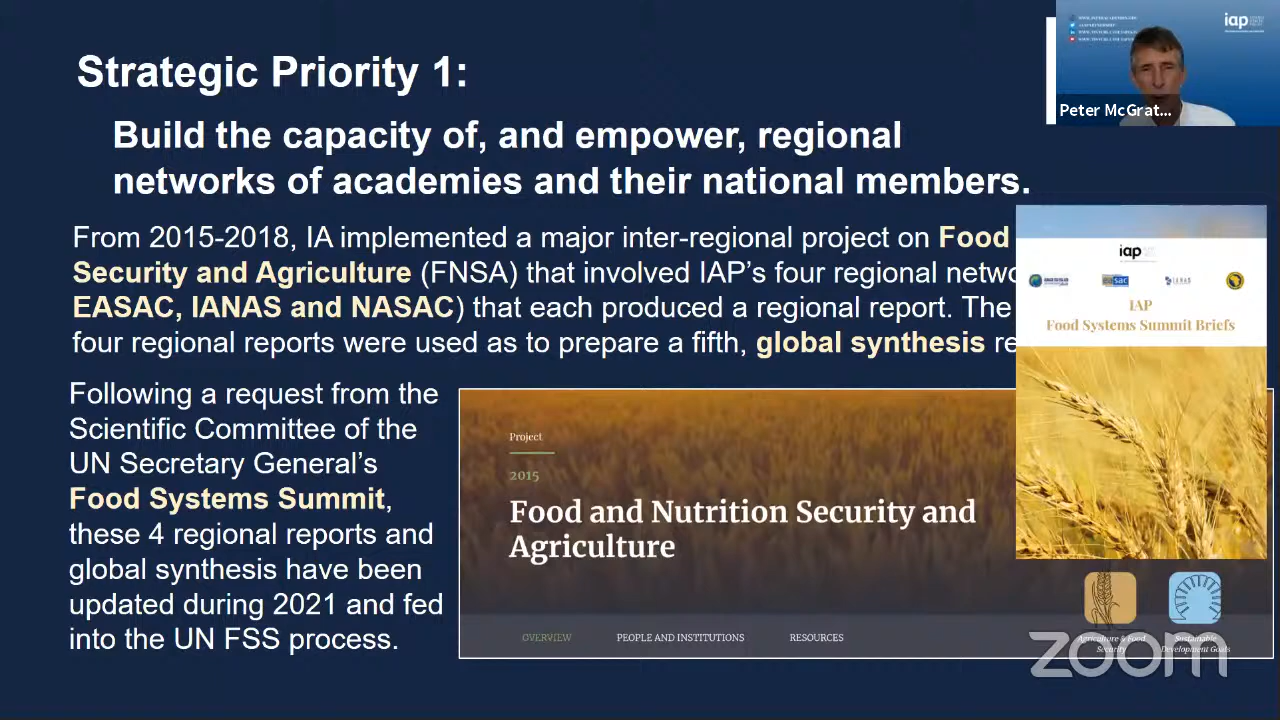 Strategic Priority 1:
Build the capacity of, and empower, regional
networks of academies and their national members.
From 2015-2018, IA implemented a major inter-regional project on Food
Security and Agriculture (FNSA) that involved IAP’s four regional netwo
EASAC, IANAS and NASAC) that each produced a regional report. The
four regional reports were used as to prepare a fifth, global synthesis re
Following a request from the
Scientific Committee of the
UN Secretary General’s
Food Systems Summit,
these 4 regional reports and
global synthesis have been
updated during 2021 and fed
into the UN FSS process.
Project
2015
Food and Nutrition Security and
Agriculture
OVERVIEW PEOPLE AND INSTITUTIONS RESOURCES
iap
Peter McGrat...
iap
IAP
Food Systems Summit Briefs
Agriculture & Food
Security
Sustainable
Development Goals
zoom